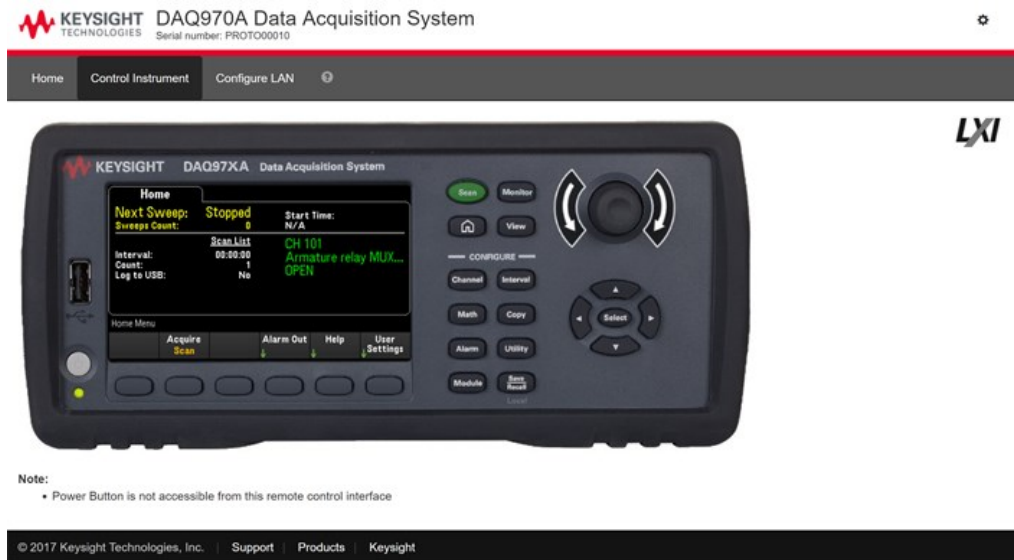 KEYSIGHT
TECHNOLOGIES
DAQ970A Data Acquisition System
Serial number: PROTO00010
Home Control Instrument Configure LAN ?
LXI
KEYSIGHT DAQ97XA Data Acquisition System
Home
Next Sweep: Stopped
Sweeps Count: 0
Start Time:
N/A
Scan List
Interval: 00:00:00
Count: 1
Log to USB: No
CH 101
Armature relay MUX...
OPEN
Home Menu
Acquire
Scan
Alarm Out
Help
User
Settings
Scan Monitor
View
CONFIGURE
Channel Interval
Math Copy
Alarm Utility
Module Save
Recall
Local
Select
Note:
• Power Button is not accessible from this remote control interface
© 2017 Keysight Technologies, Inc. | Support | Products | Keysight